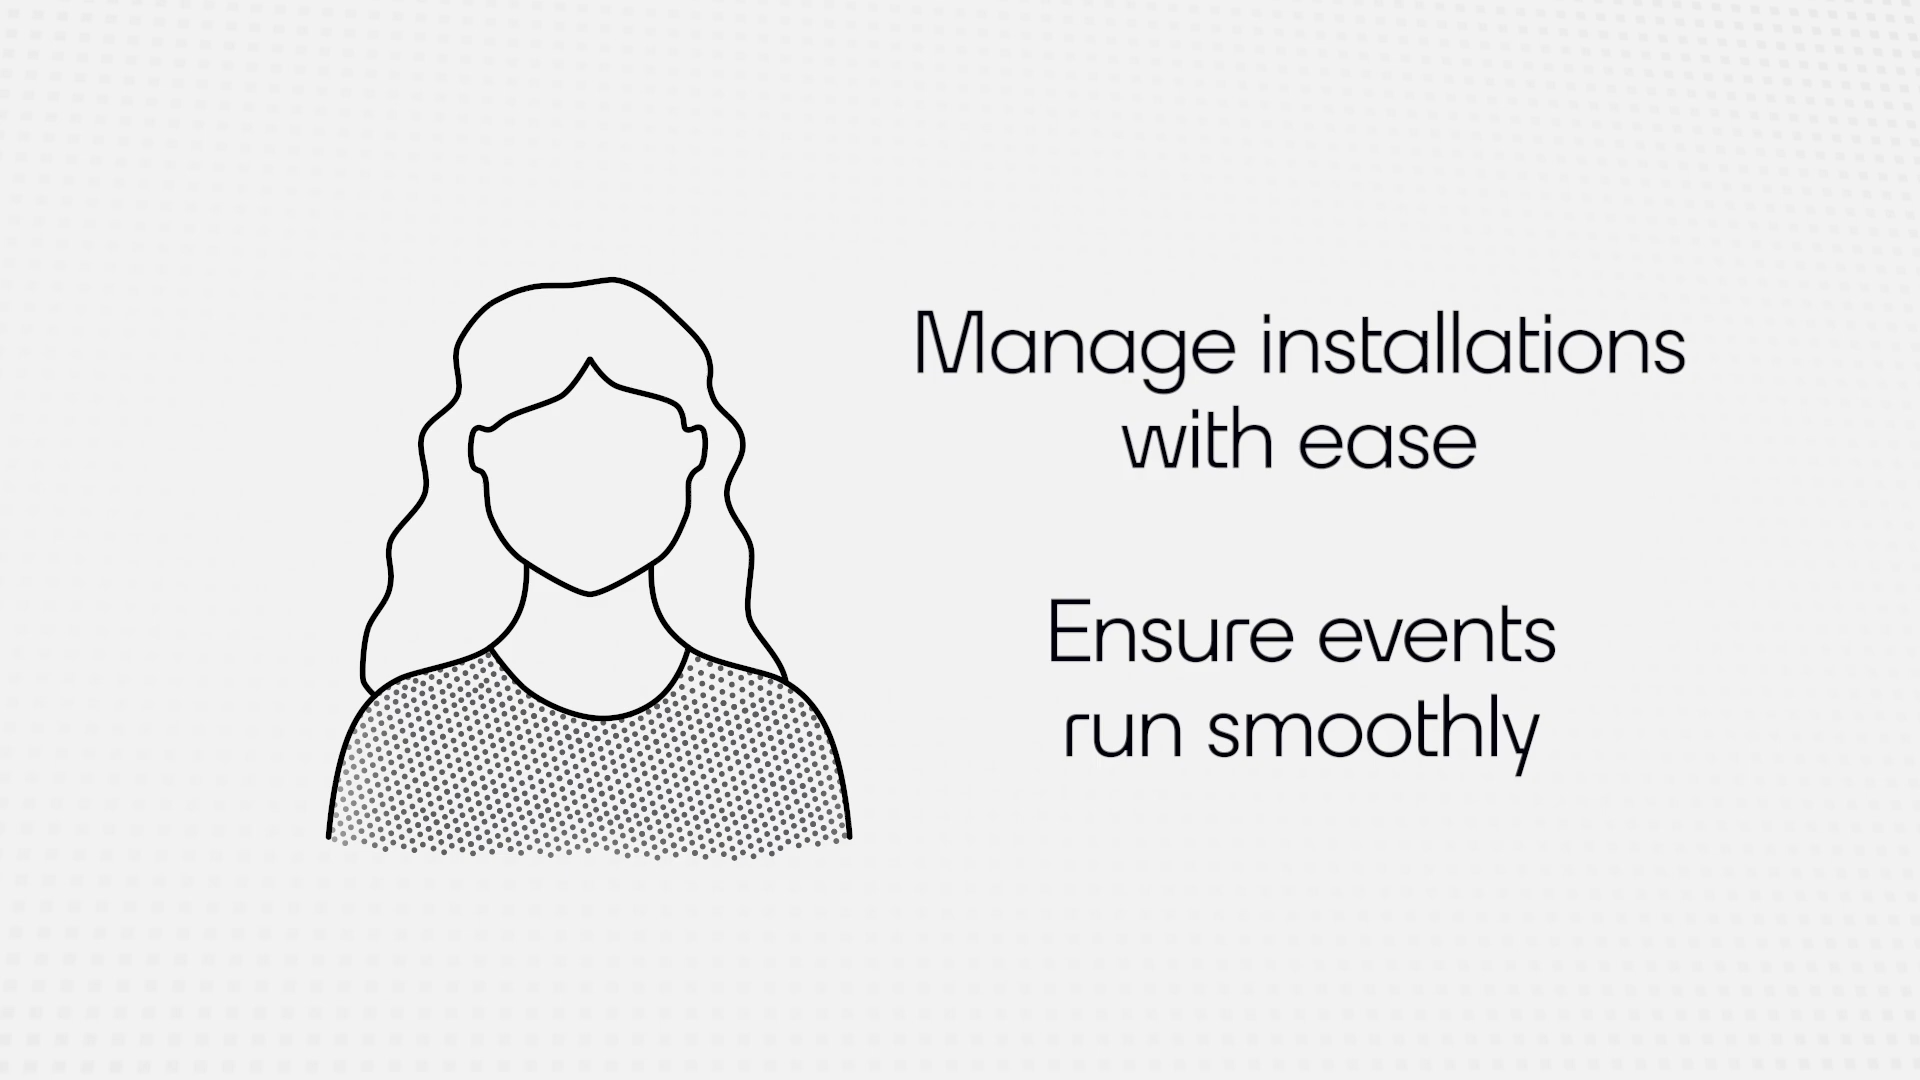 Manage installations
with ease
Ensure events
run smoothly